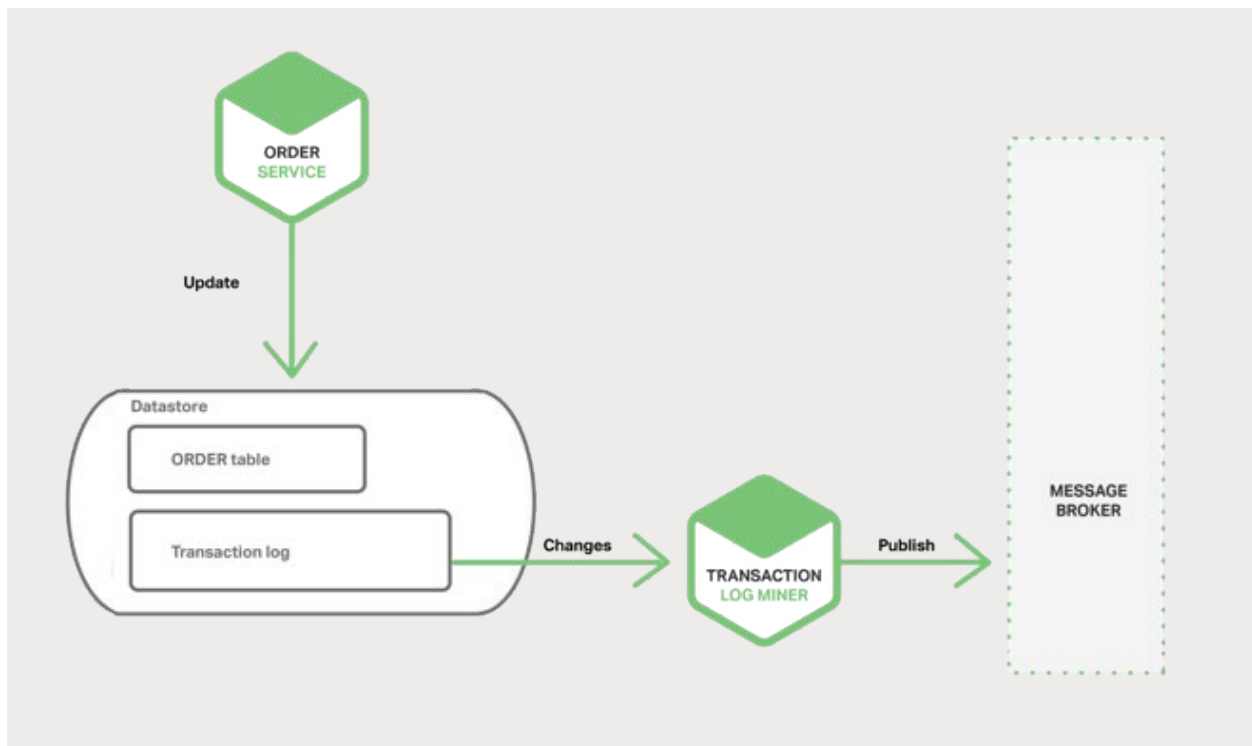 ORDER
SERVICE
Update
Datastore
ORDER table
Transaction log
Changes
TRANSACTION
LOG MINER
Publish
MESSAGE
BROKER